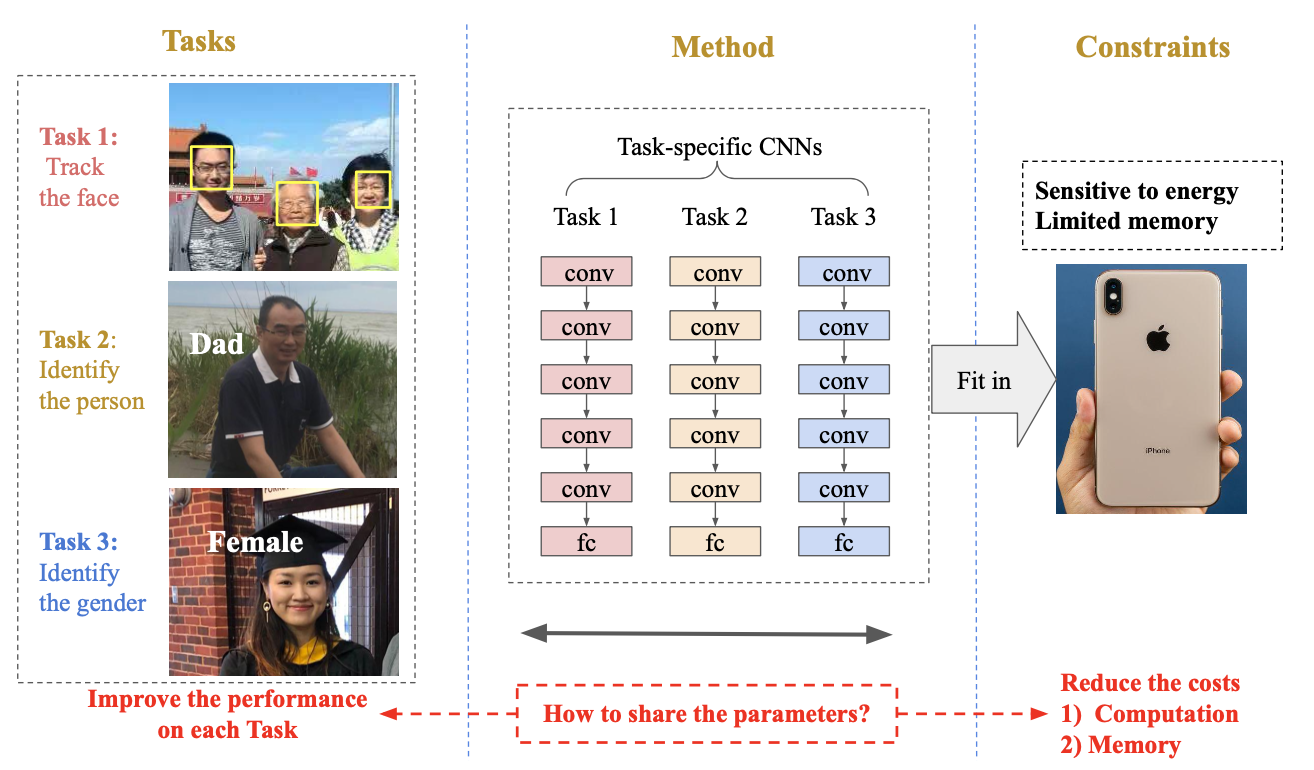 Tasks
Task 1:
Track
the face
Task 2:
Identify
the person
Dad
Task 3:
Identify
the gender
Female
Improve the performance
on each Task
Method
Task-specific CNNs
Task 1 Task 2 Task 3
conv conv conv
conv conv conv
conv conv conv
conv conv conv
conv conv conv
fc fc fc
How to share the parameters?
Fit in
Constraints
Sensitive to energy
Limited memory
iPhone
Reduce the costs
1) Computation
2) Memory